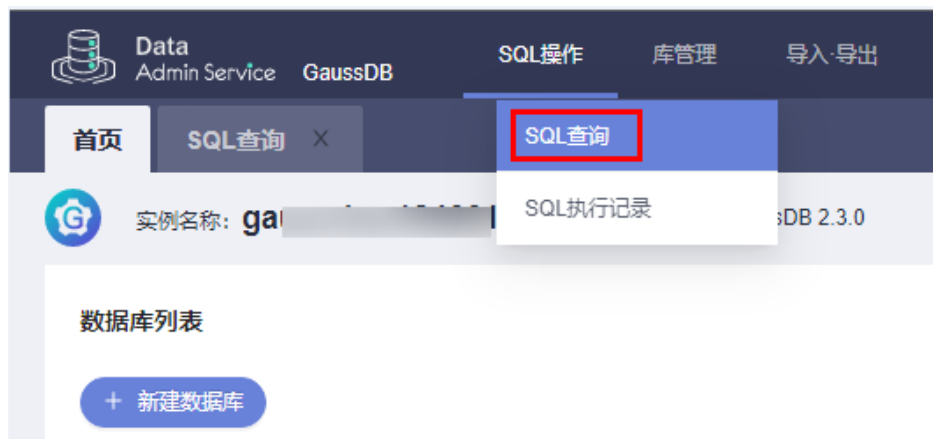 Data
Admin Service GaussDB SQL操作 库管理 导入·导出
首页 SQL查询 × SQL查询
实例名称: SQL执行记录 DB 2.3.0
数据库列表
+ 新建数据库